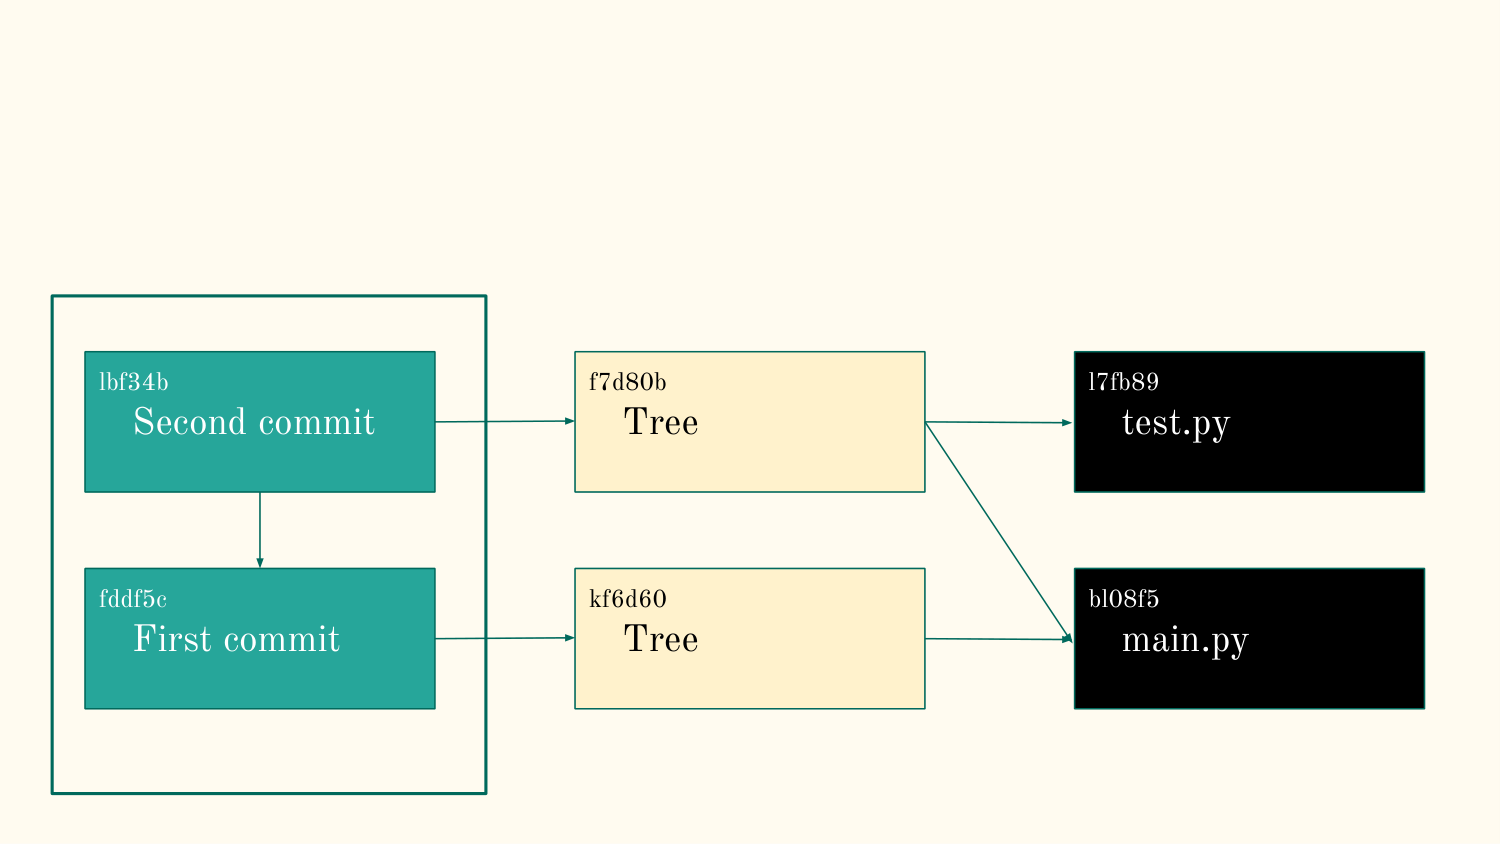 lbf34b
Second commit
f7d80b
Tree
l7fb89
test.py
fddf5c
First commit
kf6d60
Tree
bl08f5
main.py